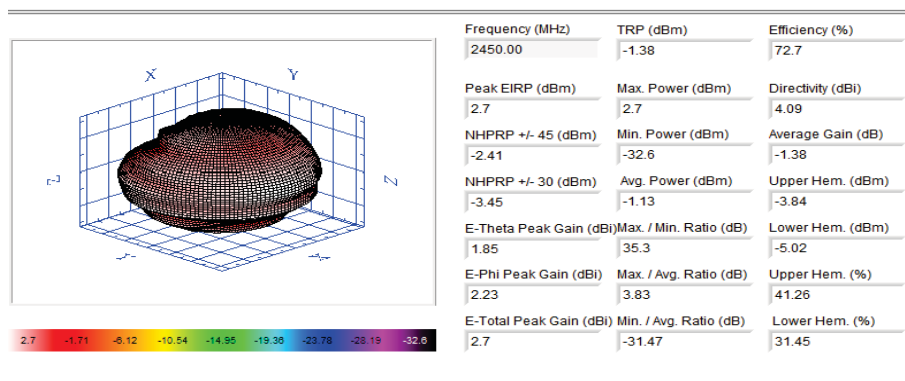 Frequency (MHz) TRP (dBm) Efficiency (%)
2450.00 -1.38 72.7
X Y
Peak EIRP (dBm) Max. Power (dBm) Directivity (dBi)
2.7 2.7 4.09
NHPRP +/- 45 (dBm) Min. Power (dBm) Average Gain (dB)
-2.41 -32.6 -1.38
Z
NHPRP +/- 30 (dBm) Avg. Power (dBm) Upper Hem. (dBm)
-3.45 -1.13 -3.84
E-Theta Peak Gain (dBi) Max. / Min. Ratio (dB) Lower Hem. (dBm)
1.85 35.3 -5.02
E-Phi Peak Gain (dBi) Max. / Avg. Ratio (dB) Upper Hem. (%)
2.23 3.83 41.26
E-Total Peak Gain (dBi) Min. / Avg. Ratio (dB) Lower Hem. (%)
2.7 -31.47 31.45
2.7 -1.71 -6.12 -10.54 -14.95 -19.36 -23.78 -28.19 -32.6